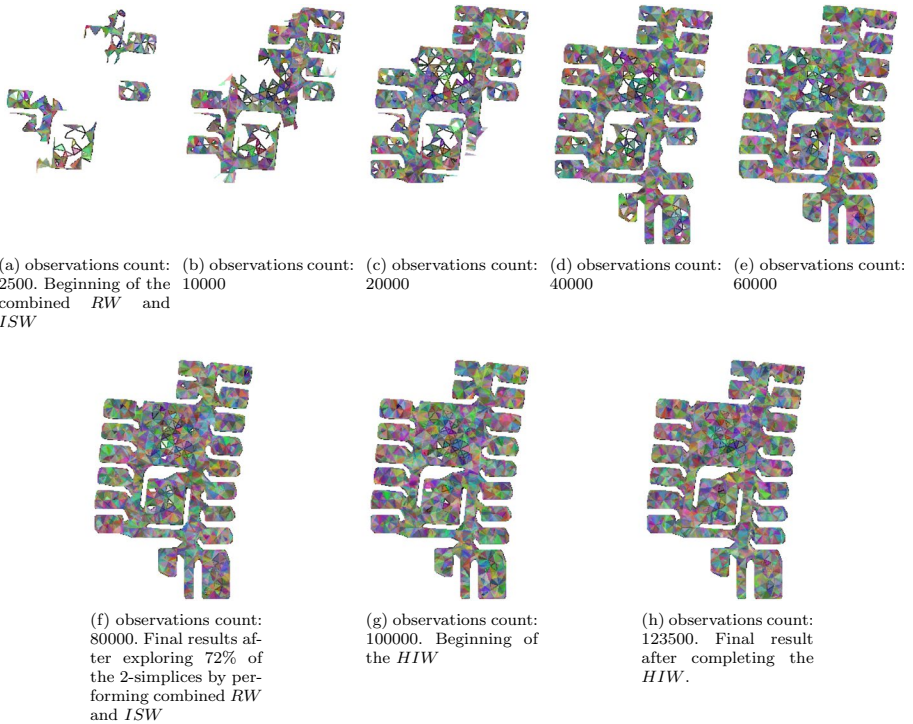 (a) observations count:
2500. Beginning of the
combined RW and
ISW
(b) observations count:
10000
(c) observations count:
20000
(d) observations count:
40000
(e) observations count:
60000
(f) observations count:
80000. Final results af-
ter exploring 72% of
the 2-simplices by per-
forming combined RW
and ISW
(g) observations count:
100000. Beginning of
the HIW
(h) observations count:
123500. Final result
after completing the
HIW.